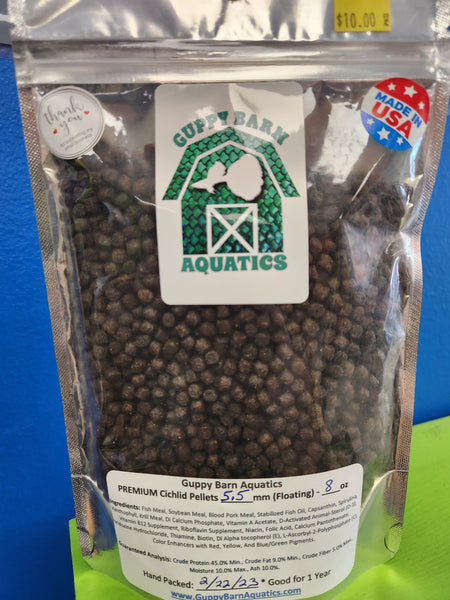 $10.00
thank
you
MADE IN
USA
GUPPY BARN
AQUATICS
Guppy Barn Aquatics
PREMIUM Cichlid Pellets 5.5 mm (Floating) - 8 oz
Ingredients: Fish Meal, Soybean Meal, Blood Pork Meal, Stabilized Fish Oil, Capsanthin, Spirulina,
Xanthophyll, Krill Meal, Di Calcium Phosphate, Vitamin A Acetate, D-Activated Animal-Sterol (D-3),
Vitamin B12 Supplement, Riboflavin Supplement, Niacin, Folic Acid, Calcium Pantothenate,
Hydrochloride, Thiamine, Biotin, Dl Alpha tocopherol (E), L-Ascorbyl-2-Polyphosphate (C),
Color Enhancers with Red, Yellow, And Blue/Green Pigments.
Guaranteed Analysis: Crude Protein 45.0% Min., Crude Fat 9.0% Min., Crude Fiber 5.0% Max.,
Moisture 10.0% Max., Ash 10.0%.
Hand Packed: 2/22/23 * Good for 1 Year
www.GuppyBarnAquatics.com